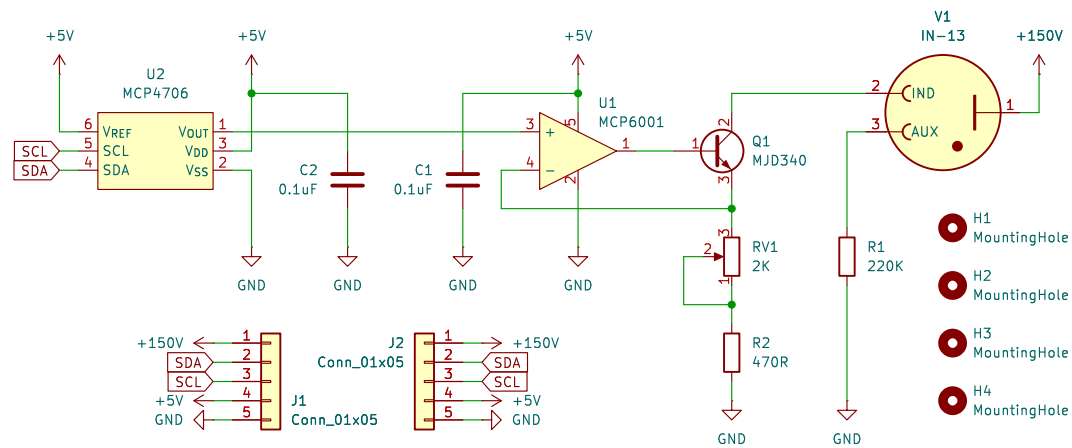 V1
IN-13
+5V
+5V
+5V
+150V
U2
MCP4706
U1
MCP6001
2
IND
1
3
AUX
6
VREF
VOUT
1
SCL
5
SCL
VDD
3
SDA
4
SDA
VSS
2
3
+
4
-
5
2
1
1
2
3
Q1
MJD340
C2
0.1uF
C1
0.1uF
3
2
1
RV1
2K
R1
220K
H1
MountingHole
H2
MountingHole
H3
MountingHole
H4
MountingHole
GND
GND
GND
GND
+150V
1
SDA
2
SCL
3
+5V
4
GND
5
J1
Conn_01x05
J2
Conn_01x05
1
+150V
2
SDA
3
SCL
4
+5V
5
GND
R2
470R
GND
GND